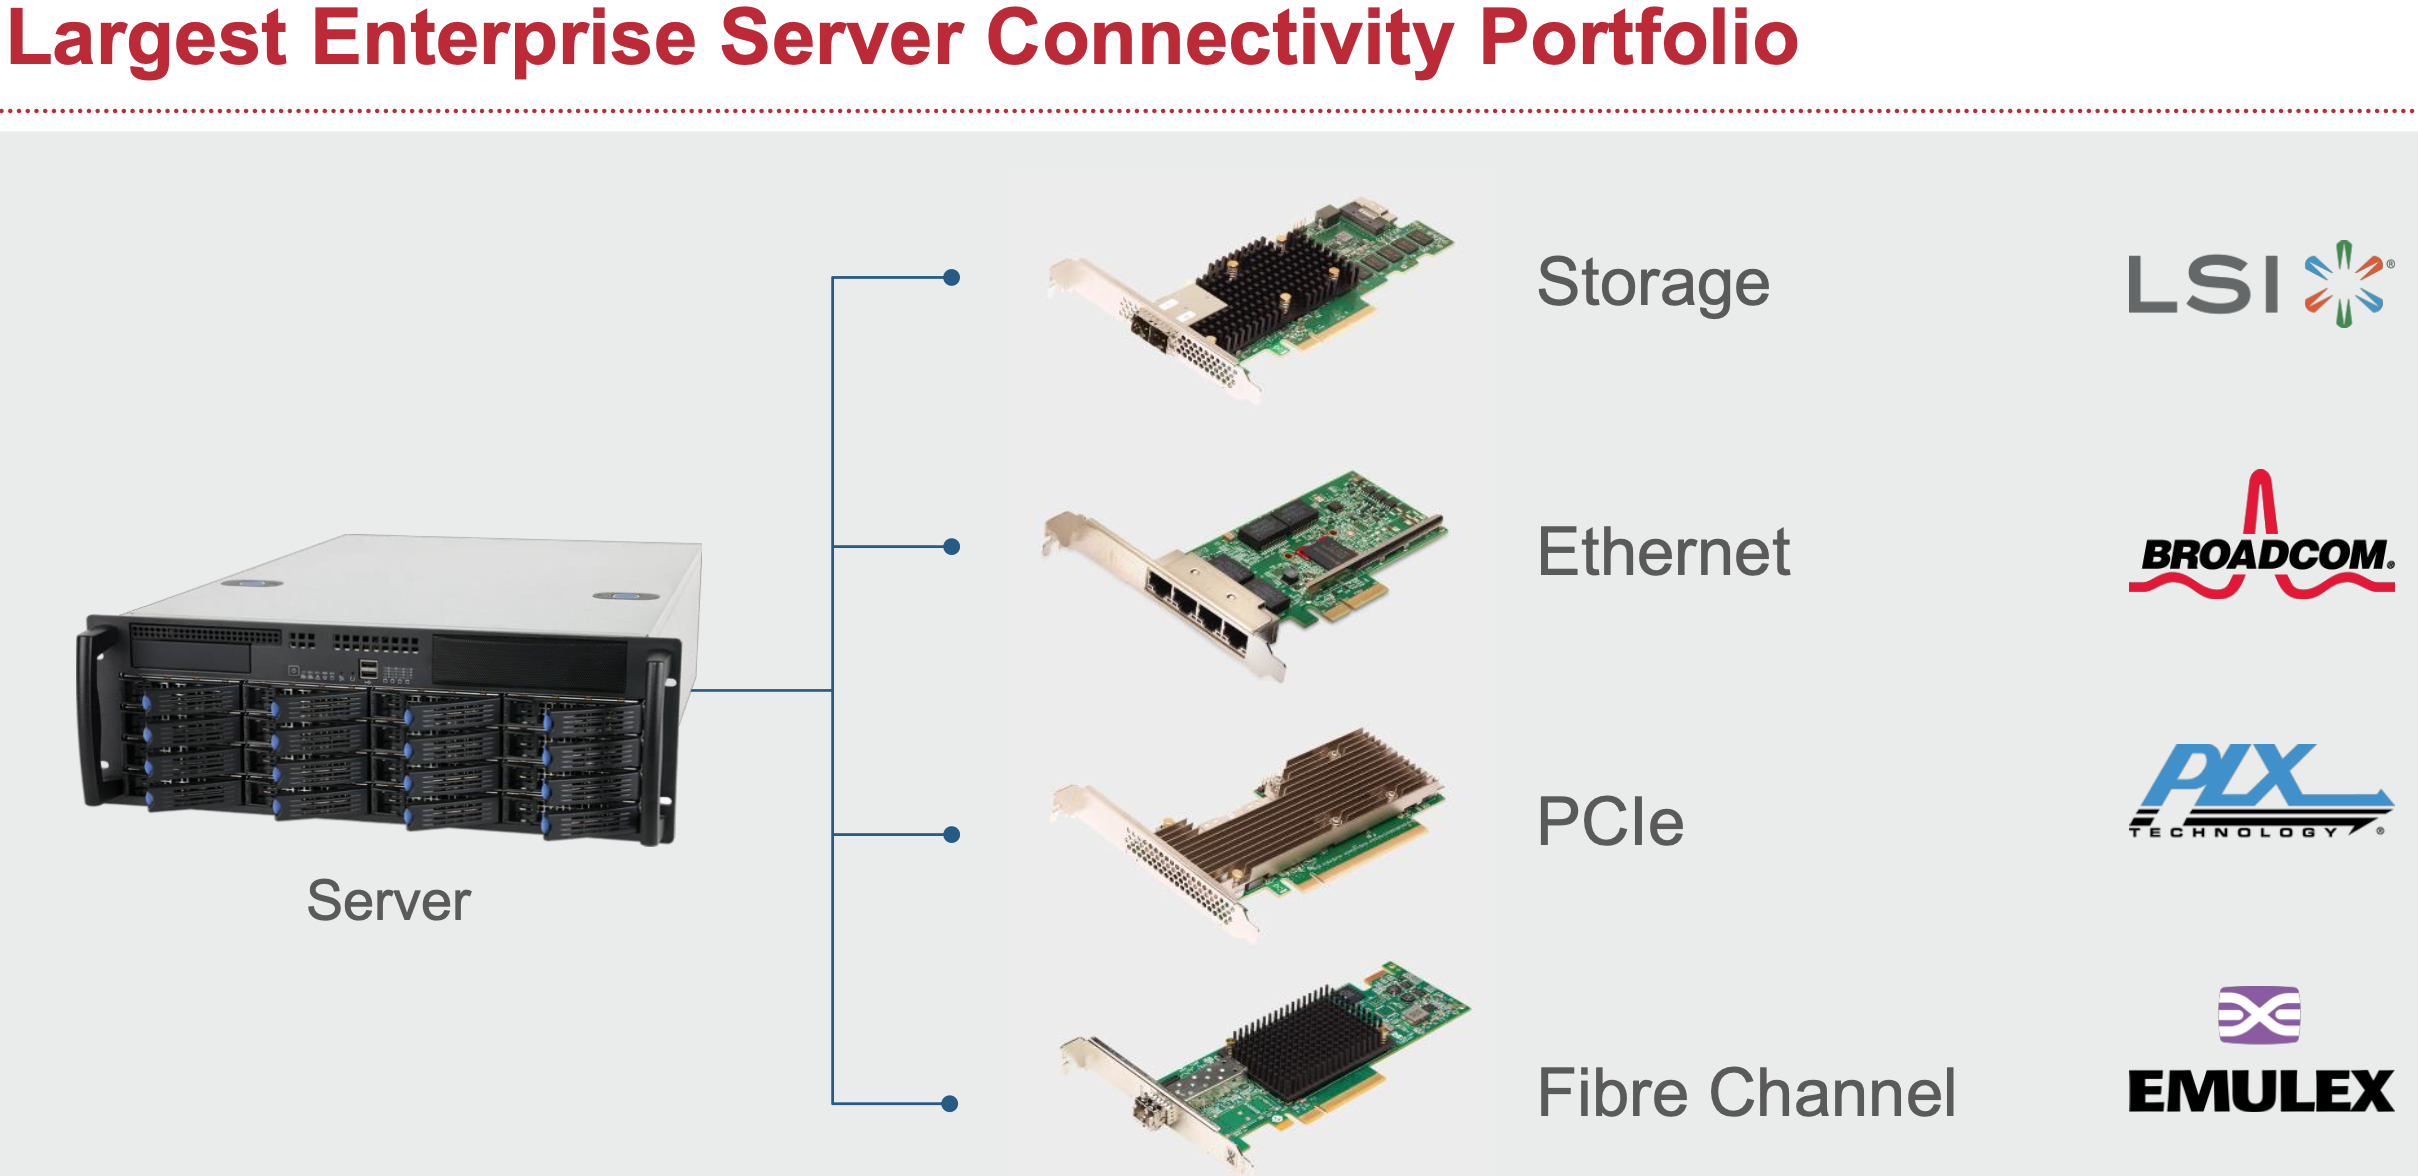 Largest Enterprise Server Connectivity Portfolio
Storage
LSI
Ethernet
BROADCOM
PCIe
PLX
TECHNOLOGY
Server
Fibre Channel
EMULEX